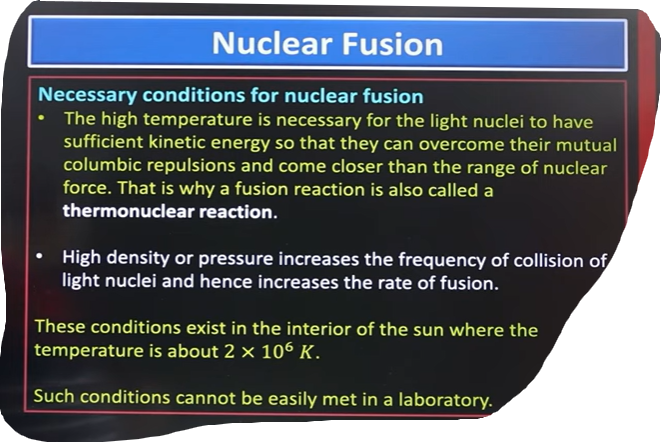 Nuclear Fusion
Necessary conditions for nuclear fusion
• The high temperature is necessary for the light nuclei to have
sufficient kinetic energy so that they can overcome their mutual
columbic repulsions and come closer than the range of nuclear
force. That is why a fusion reaction is also called a
thermonuclear reaction.
• High density or pressure increases the frequency of collision of
light nuclei and hence increases the rate of fusion.
These conditions exist in the interior of the sun where the
temperature is about 2 × 10⁶ K.
Such conditions cannot be easily met in a laboratory.